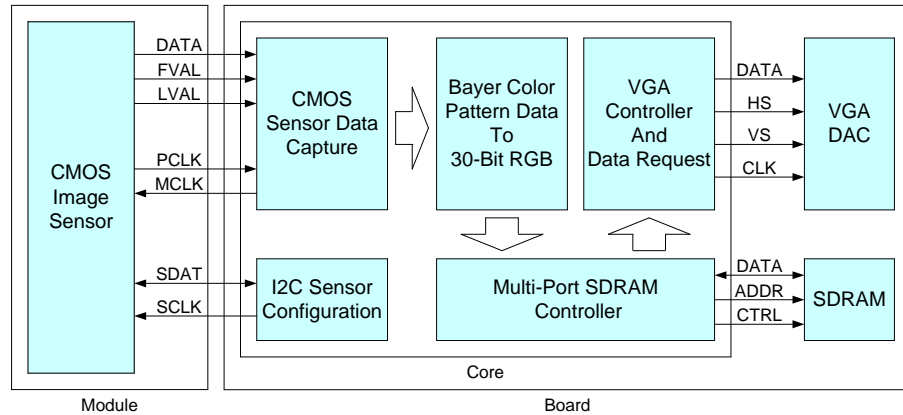 CMOS
Image
Sensor
DATA
FVAL
LVAL
PCLK
MCLK
SDAT
SCLK
CMOS
Sensor Data
Capture
I2C Sensor
Configuration
Bayer Color
Pattern Data
To
30-Bit RGB
VGA
Controller
And
Data Request
Multi-Port SDRAM
Controller
DATA
HS
VS
CLK
VGA
DAC
DATA
ADDR
CTRL
SDRAM
Core
Module
Board